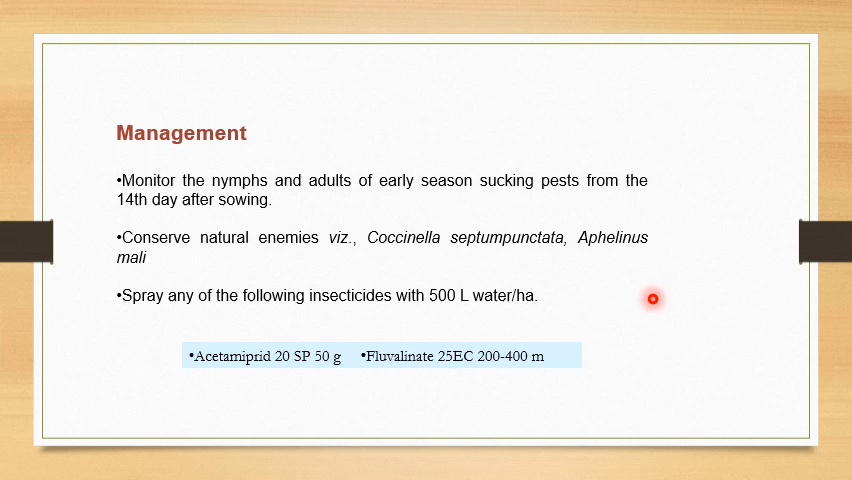 Management
•Monitor the nymphs and adults of early season sucking pests from the
14th day after sowing.
•Conserve natural enemies viz., Coccinella septumpunctata, Aphelinus
mali
•Spray any of the following insecticides with 500 L water/ha.
•Acetamiprid 20 SP 50 g •Fluvalinate 25EC 200-400 m